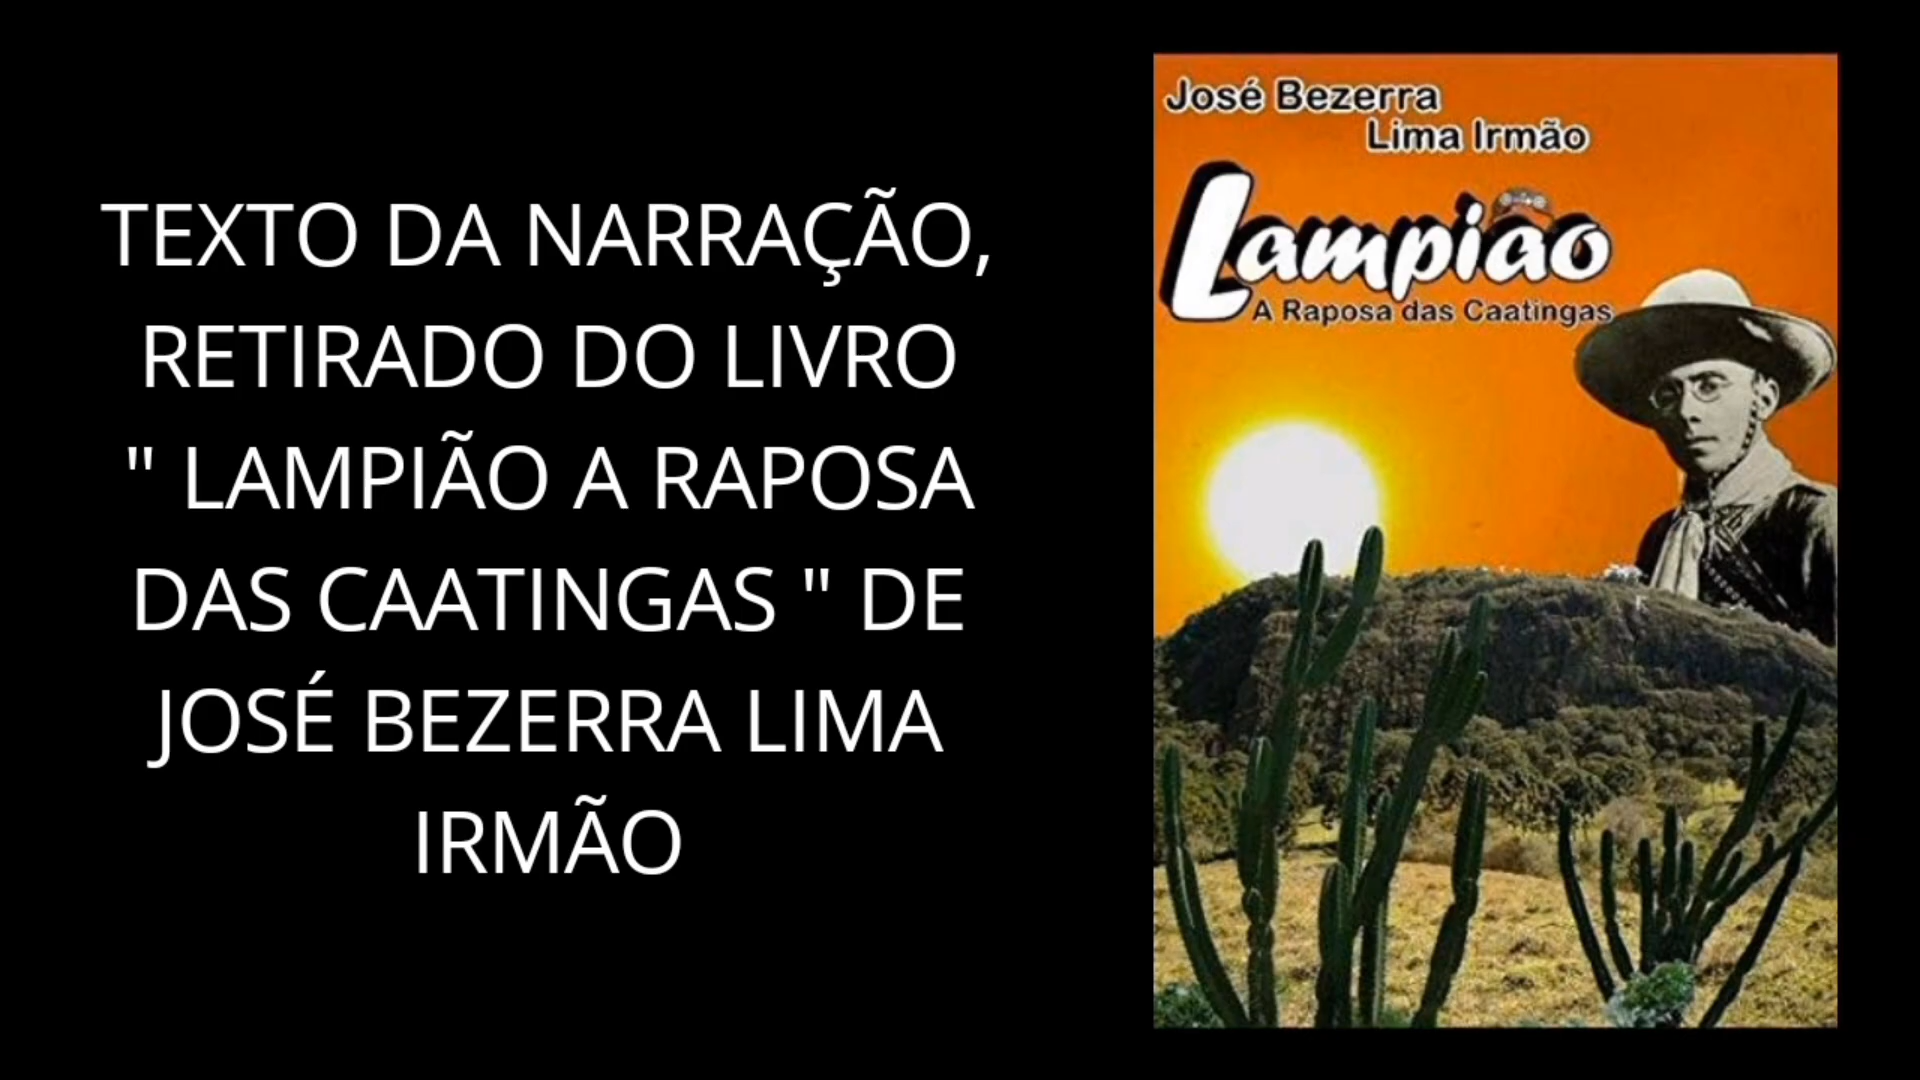 TEXTO DA NARRAÇÃO,
RETIRADO DO LIVRO
" LAMPIÃO A RAPOSA
DAS CAATINGAS " DE
JOSÉ BEZERRA LIMA
IRMÃO
José Bezerra
Lima Irmão
Lampião
A Raposa das Caatingas